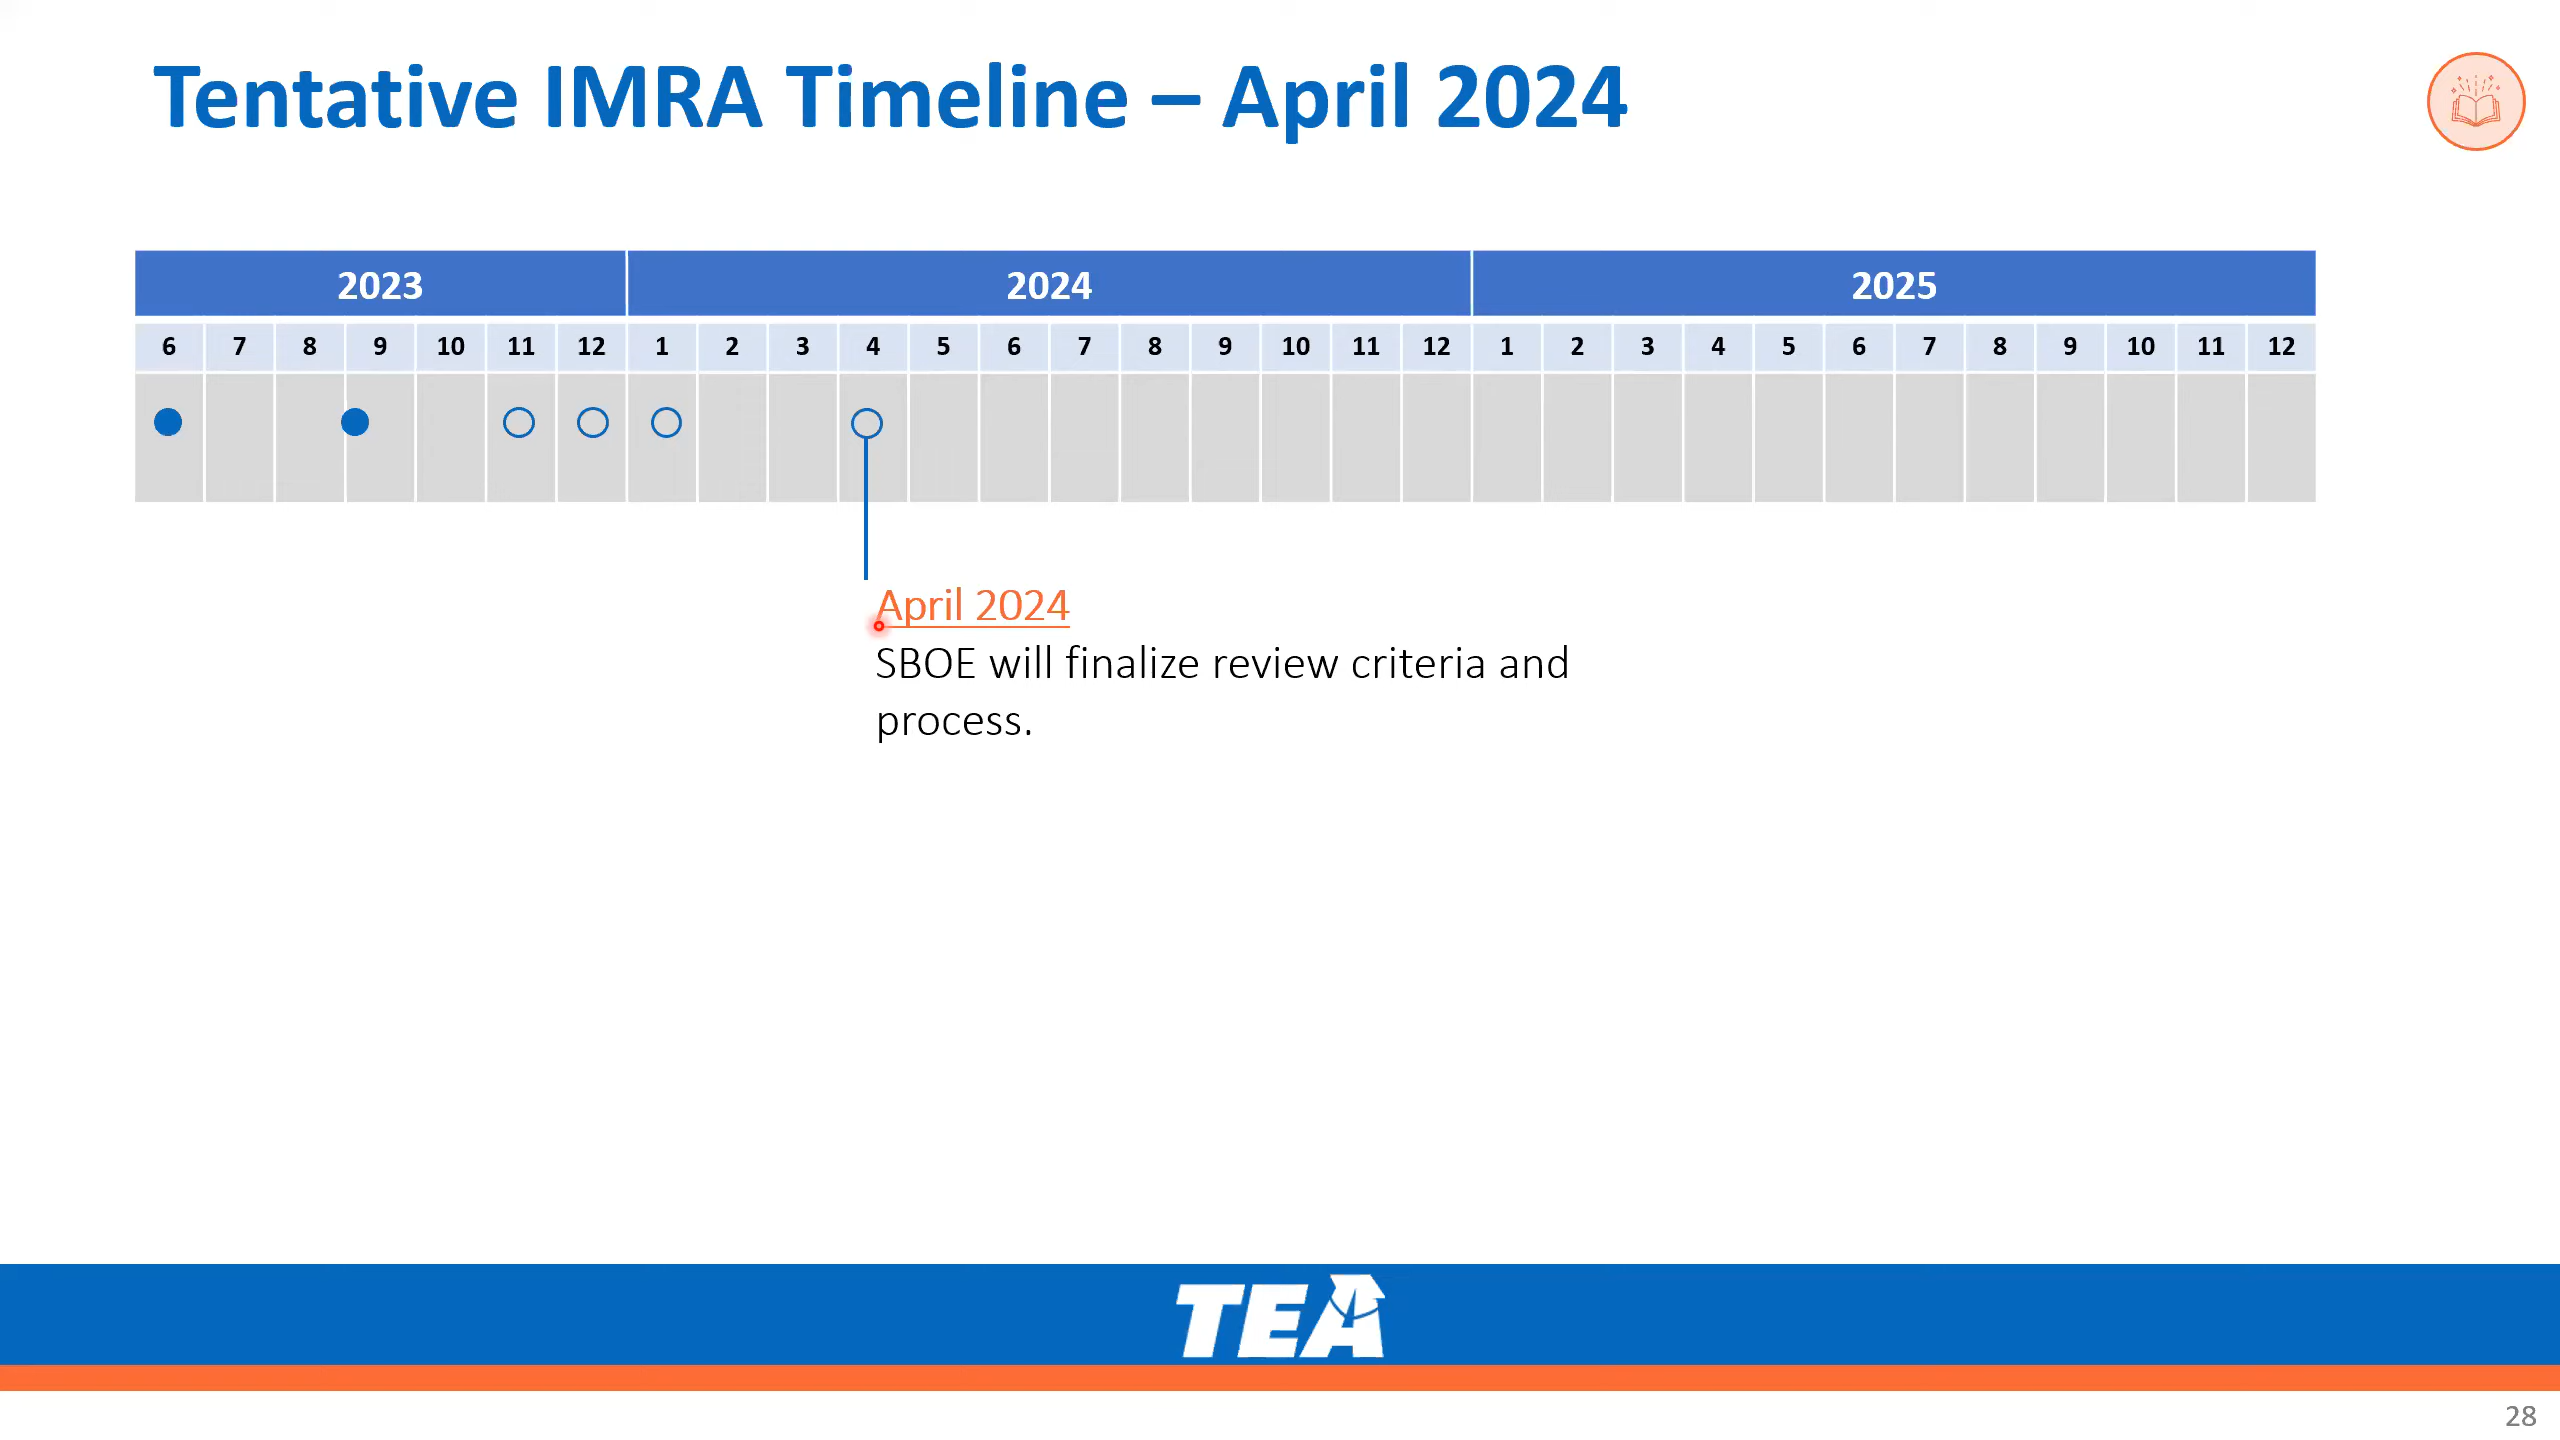 Tentative IMRA Timeline – April 2024
2023 2024 2025
6 7 8 9 10 11 12 1 2 3 4 5 6 7 8 9 10 11 12 1 2 3 4 5 6 7 8 9 10 11 12
April 2024
SBOE will finalize review criteria and
process.
TEA
28